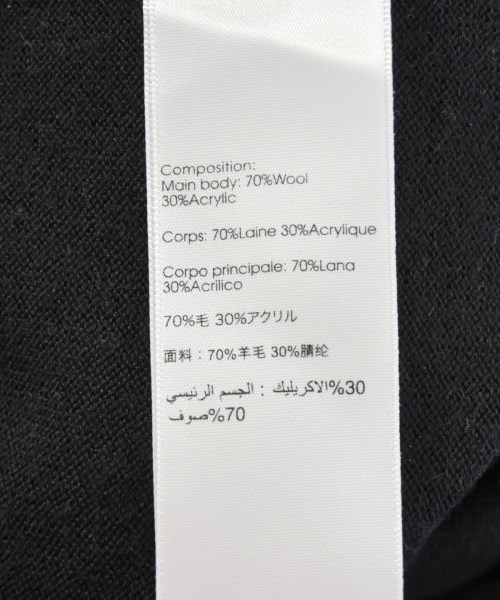 Composition:
Main body: 70%Wool
30%Acrylic
Corps: 70%Laine 30%Acrylique
Corpo principale: 70%Lana
30%Acrilico
70%毛 30%アクリル
面料：70%羊毛 30%腈纶
الجسم الرئيسي : الاكريليك%30
صوف%70